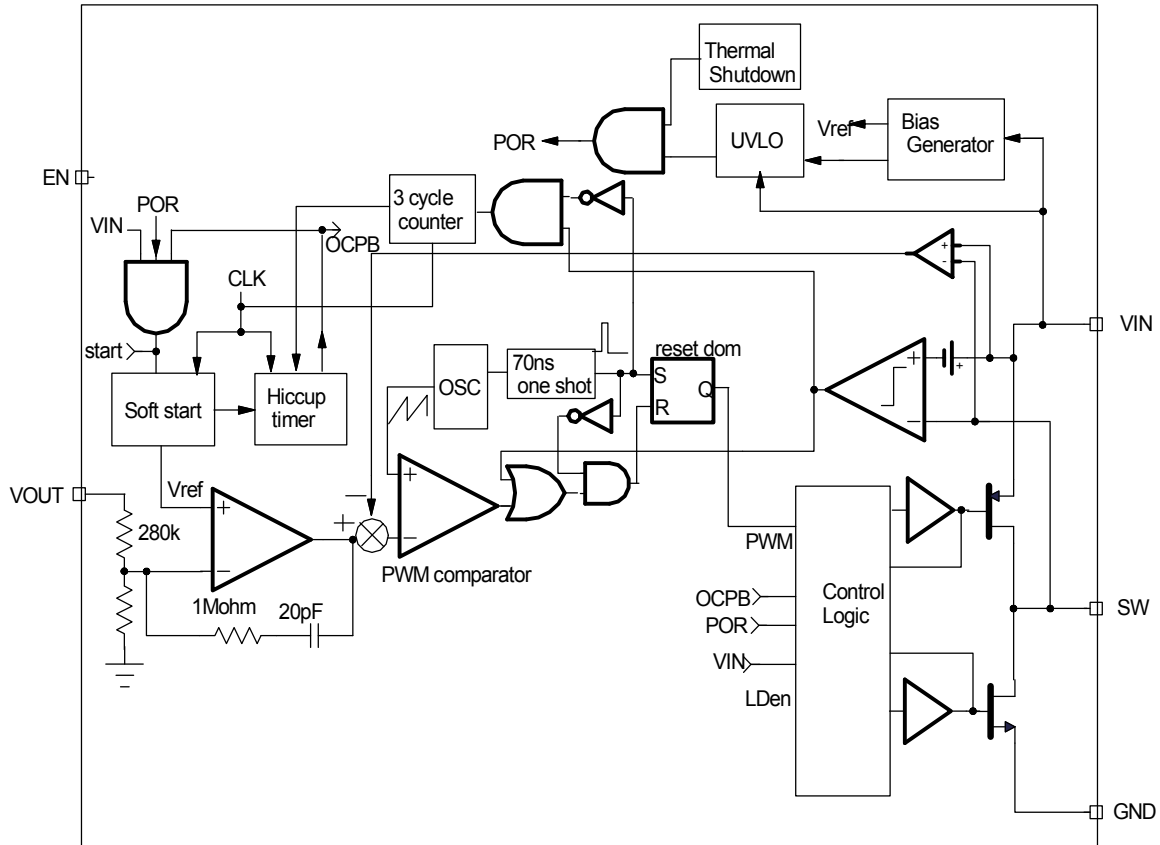 Thermal
Shutdown
POR
UVLO
Vref
Bias
Generator
EN
VIN
POR
OCPB
3 cycle
counter
CLK
+
-
VIN
start
Soft start
Hiccup
timer
OSC
70ns
one shot
reset dom
S
Q
R
+
+
−
VOUT
Vref
280k
+
−
+
−
+
−
PWM comparator
1Mohm
20pF
PWM
OCPB
POR
VIN
LDen
Control
Logic
SW
GND